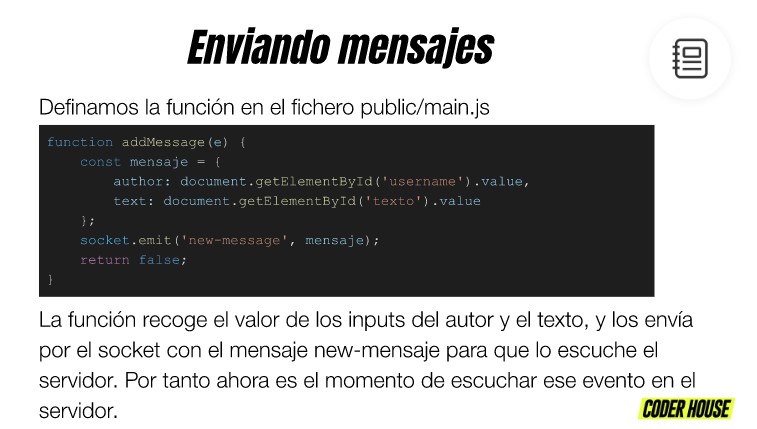 Enviando mensajes
Definamos la función en el fichero public/main.js
function addMessage(e) {
    const mensaje = {
        author: document.getElementById('username').value,
        text: document.getElementById('texto').value
    };
    socket.emit('new-message', mensaje);
    return false;
}
La función recoge el valor de los inputs del autor y el texto, y los envía
por el socket con el mensaje new-mensaje para que lo escuche el
servidor. Por tanto ahora es el momento de escuchar ese evento en el
servidor.
CODER HOUSE